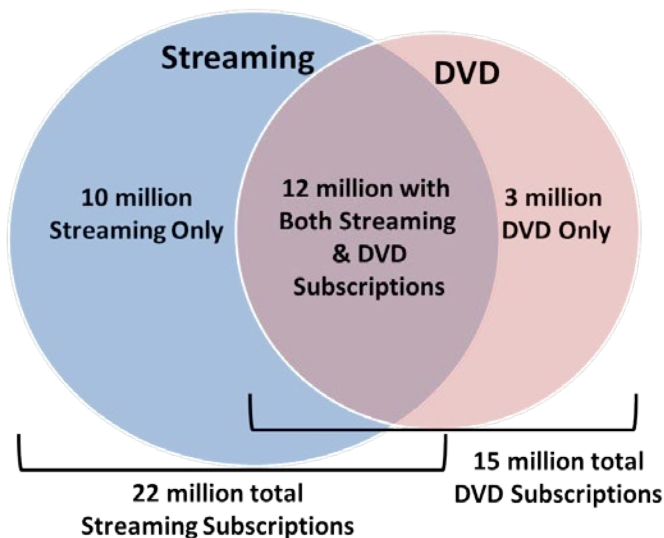 Streaming
DVD
10 million
Streaming Only
12 million with
Both Streaming
& DVD
Subscriptions
3 million
DVD Only
15 million total
DVD Subscriptions
22 million total
Streaming Subscriptions